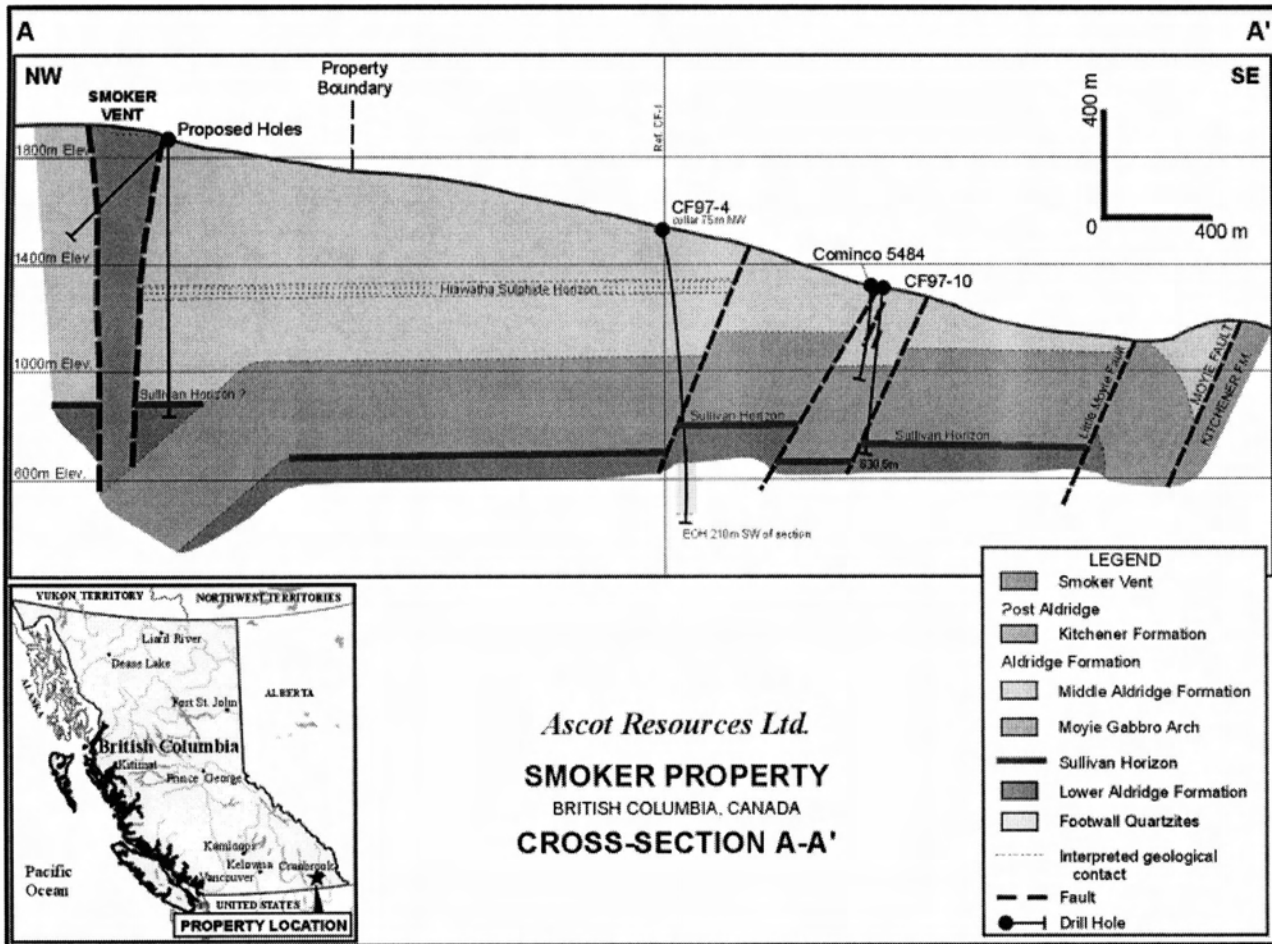 A
A'
NW
SE
SMOKER
VENT
Property
Boundary
Proposed Holes
Ref. CF-1
400 m
400 m
1800m Elev.
CF97-4
collar 75m NW
1400m Elev.
Cominco 5484
CF97-10
Hiawatha Sulphide Horizon
1000m Elev.
Sullivan Horizon ?
Sullivan Horizon
Sullivan Horizon
Little Moyie Fault
MOYIE FAULT
KITCHENER FM.
600m Elev.
830.5m
EOH 210m SW of section
LEGEND
Smoker Vent
Post Aldridge
Kitchener Formation
Aldridge Formation
Middle Aldridge Formation
Moyie Gabbro Arch
Sullivan Horizon
Lower Aldridge Formation
Footwall Quartzites
Interpreted geological
contact
Fault
Drill Hole
YUKON TERRITORY
NORTHWEST TERRITORIES
Liard River
Dease Lake
ALASKA
Fort St. John
ALBERTA
British Columbia
Kitimat
Prince George
Kamloops
Kelowna
Cranbrook
Vancouver
Pacific
Ocean
UNITED STATES
PROPERTY LOCATION
Ascot Resources Ltd.
SMOKER PROPERTY
BRITISH COLUMBIA, CANADA
CROSS-SECTION A-A'